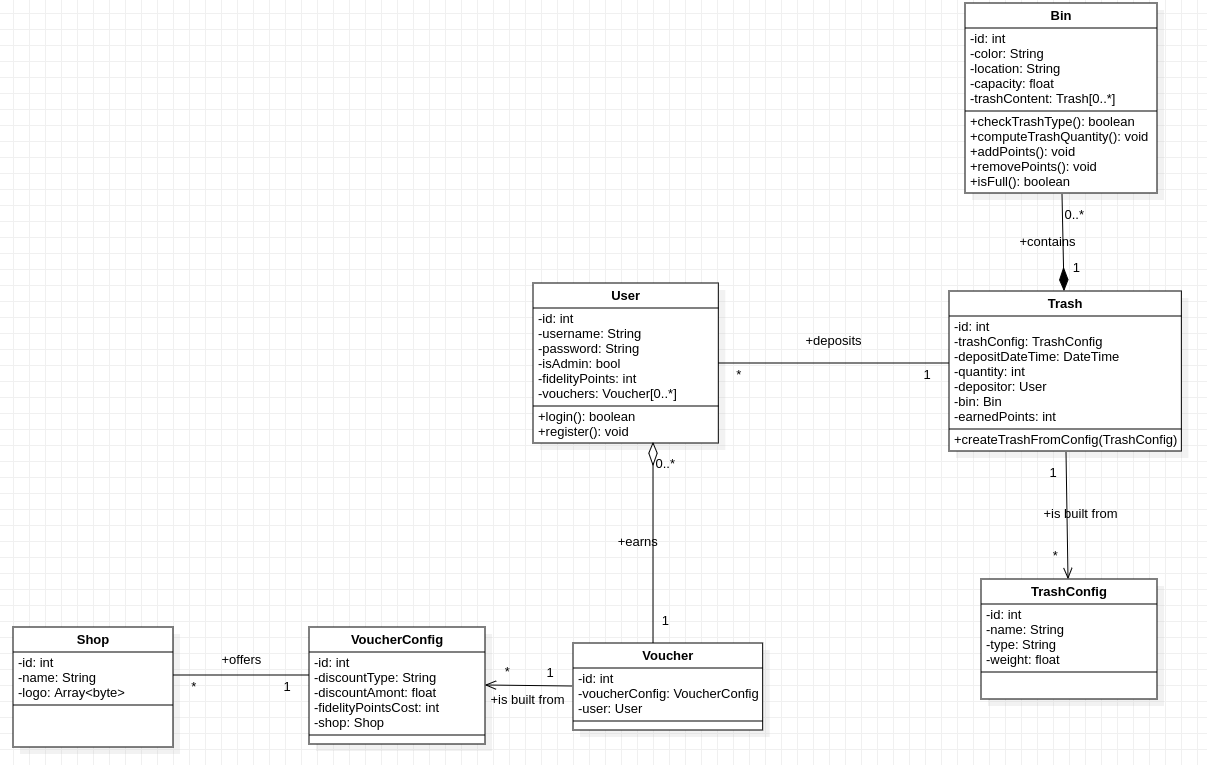 Bin
-id: int
-color: String
-location: String
-capacity: float
-trashContent: Trash[0..*]
+checkTrashType(): boolean
+computeTrashQuantity(): void
+addPoints(): void
+removePoints(): void
+isFull(): boolean
0..*
+contains
1
User
-id: int
-username: String
-password: String
-isAdmin: bool
-fidelityPoints: int
-vouchers: Voucher[0..*]
+login(): boolean
+register(): void
+deposits
*
1
Trash
-id: int
-trashConfig: TrashConfig
-depositDateTime: DateTime
-quantity: int
-depositor: User
-bin: Bin
-earnedPoints: int
+createTrashFromConfig(TrashConfig)
0..*
+earns
1
1
+is built from
*
TrashConfig
-id: int
-name: String
-type: String
-weight: float
Shop
-id: int
-name: String
-logo: Array<byte>
+offers
*
1
VoucherConfig
-id: int
-discountType: String
-discountAmont: float
-fidelityPointsCost: int
-shop: Shop
*
1
+is built from
Voucher
-id: int
-voucherConfig: VoucherConfig
-user: User